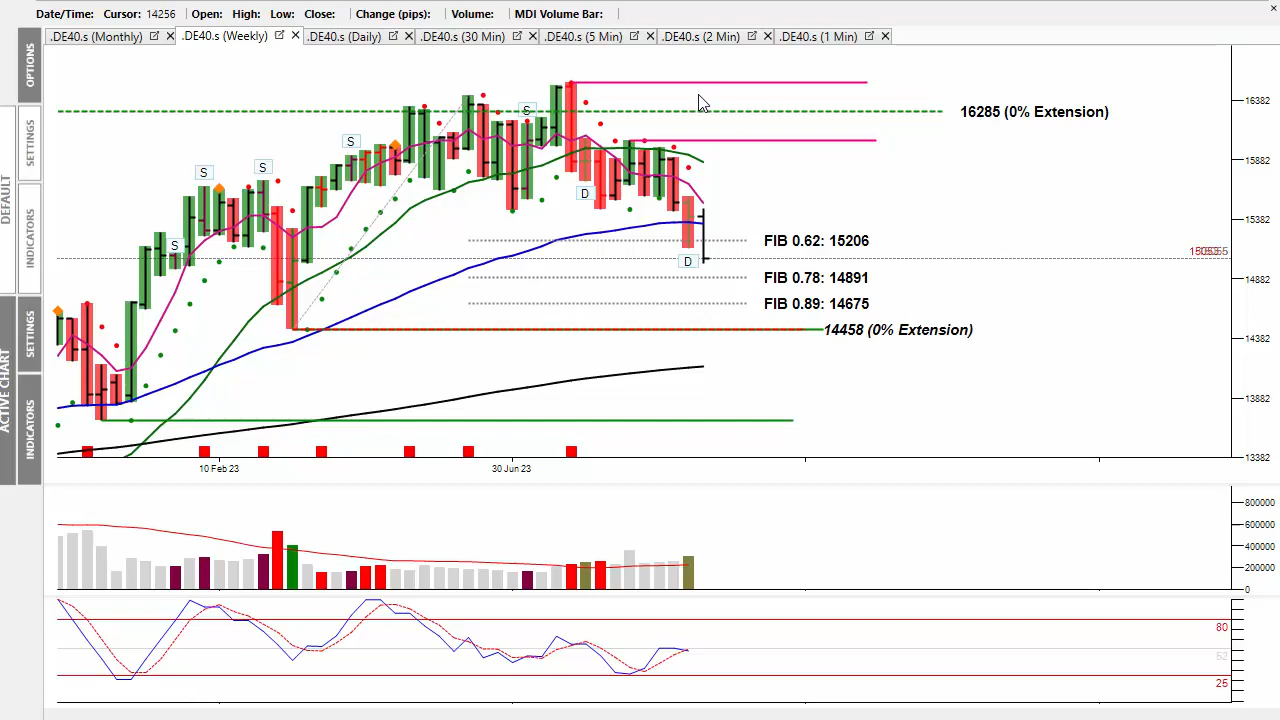 Date/Time: Cursor: 14256 Open: High: Low: Close: Change (pips): Volume: MDI Volume Bar:
.DE40.s (Monthly) .DE40.s (Weekly) .DE40.s (Daily) .DE40.s (30 Min) .DE40.s (5 Min) .DE40.s (2 Min) .DE40.s (1 Min)
OPTIONS
SETTINGS
INDICATORS
DEFAULT
SETTINGS
INDICATORS
ACTIVE CHART
16285 (0% Extension)
S
S
S
S
S
D
D
FIB 0.62: 15206
FIB 0.78: 14891
FIB 0.89: 14675
14458 (0% Extension)
16382
15882
15382
14882
14382
13882
13382
10 Feb 23
30 Jun 23
800000
600000
400000
200000
0
80
52
25